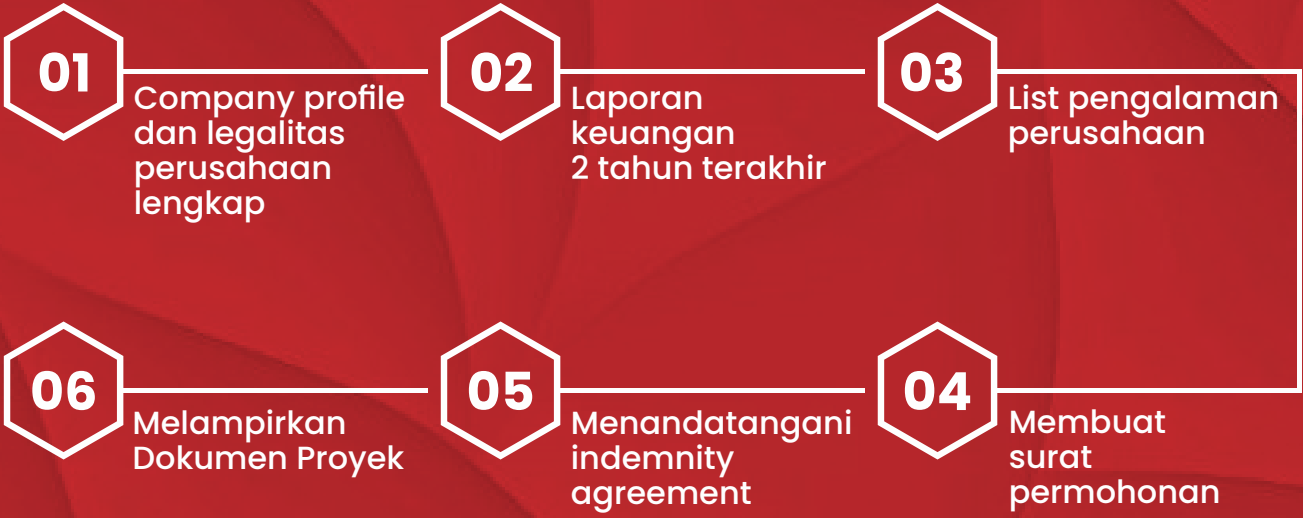 01
Company profile
dan legalitas
perusahaan
lengkap
02
Laporan
keuangan
2 tahun terakhir
03
List pengalaman
perusahaan
04
Membuat
surat
permohonan
05
Menandatangani
indemnity
agreement
06
Melampirkan
Dokumen Proyek